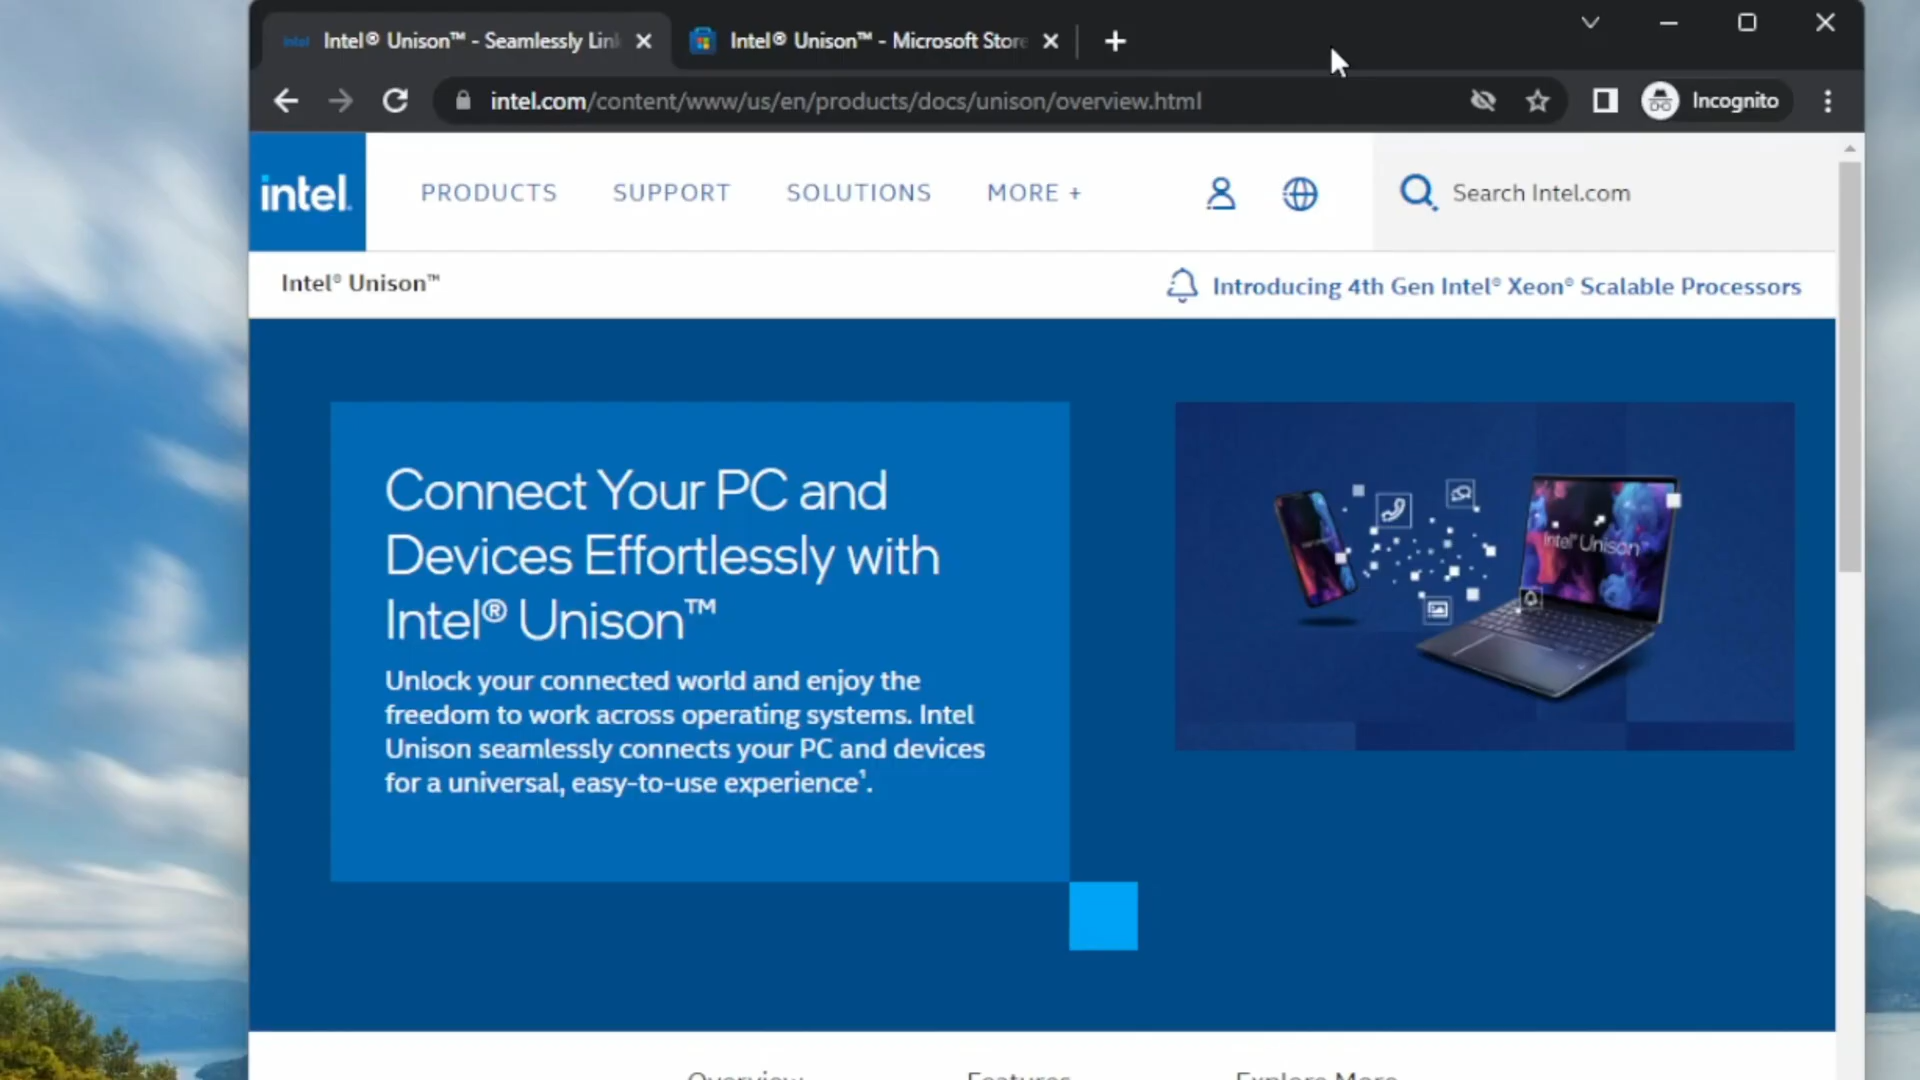 Intel® Unison™ - Seamlessly Lin
Intel® Unison™ - Microsoft Store
intel.com/content/www/us/en/products/docs/unison/overview.html
Incognito
intel.
PRODUCTS
SUPPORT
SOLUTIONS
MORE +
Search Intel.com
Intel® Unison™
Introducing 4th Gen Intel® Xeon® Scalable Processors
Connect Your PC and
Devices Effortlessly with
Intel® Unison™
Unlock your connected world and enjoy the
freedom to work across operating systems. Intel
Unison seamlessly connects your PC and devices
for a universal, easy-to-use experience¹.
Intel® Unison™
Overview
Features
Explore More